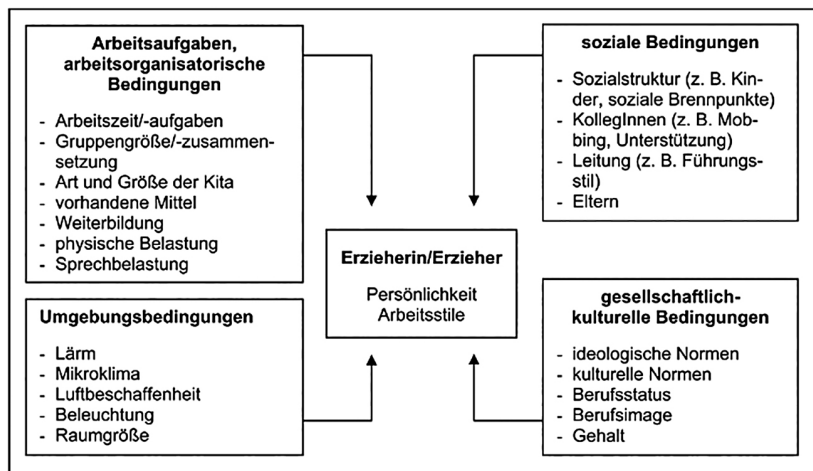 Arbeitsaufgaben,
arbeitsorganisatorische
Bedingungen
- Arbeitszeit/-aufgaben
- Gruppengröße/-zusammen-
setzung
- Art und Größe der Kita
- vorhandene Mittel
- Weiterbildung
- physische Belastung
- Sprechbelastung
soziale Bedingungen
- Sozialstruktur (z. B. Kin-
der, soziale Brennpunkte)
- KollegInnen (z. B. Mob-
bing, Unterstützung)
- Leitung (z. B. Führungs-
stil)
- Eltern
Erzieherin/Erzieher
Persönlichkeit
Arbeitsstile
Umgebungsbedingungen
- Lärm
- Mikroklima
- Luftbeschaffenheit
- Beleuchtung
- Raumgröße
gesellschaftlich-
kulturelle Bedingungen
- ideologische Normen
- kulturelle Normen
- Berufsstatus
- Berufsimage
- Gehalt